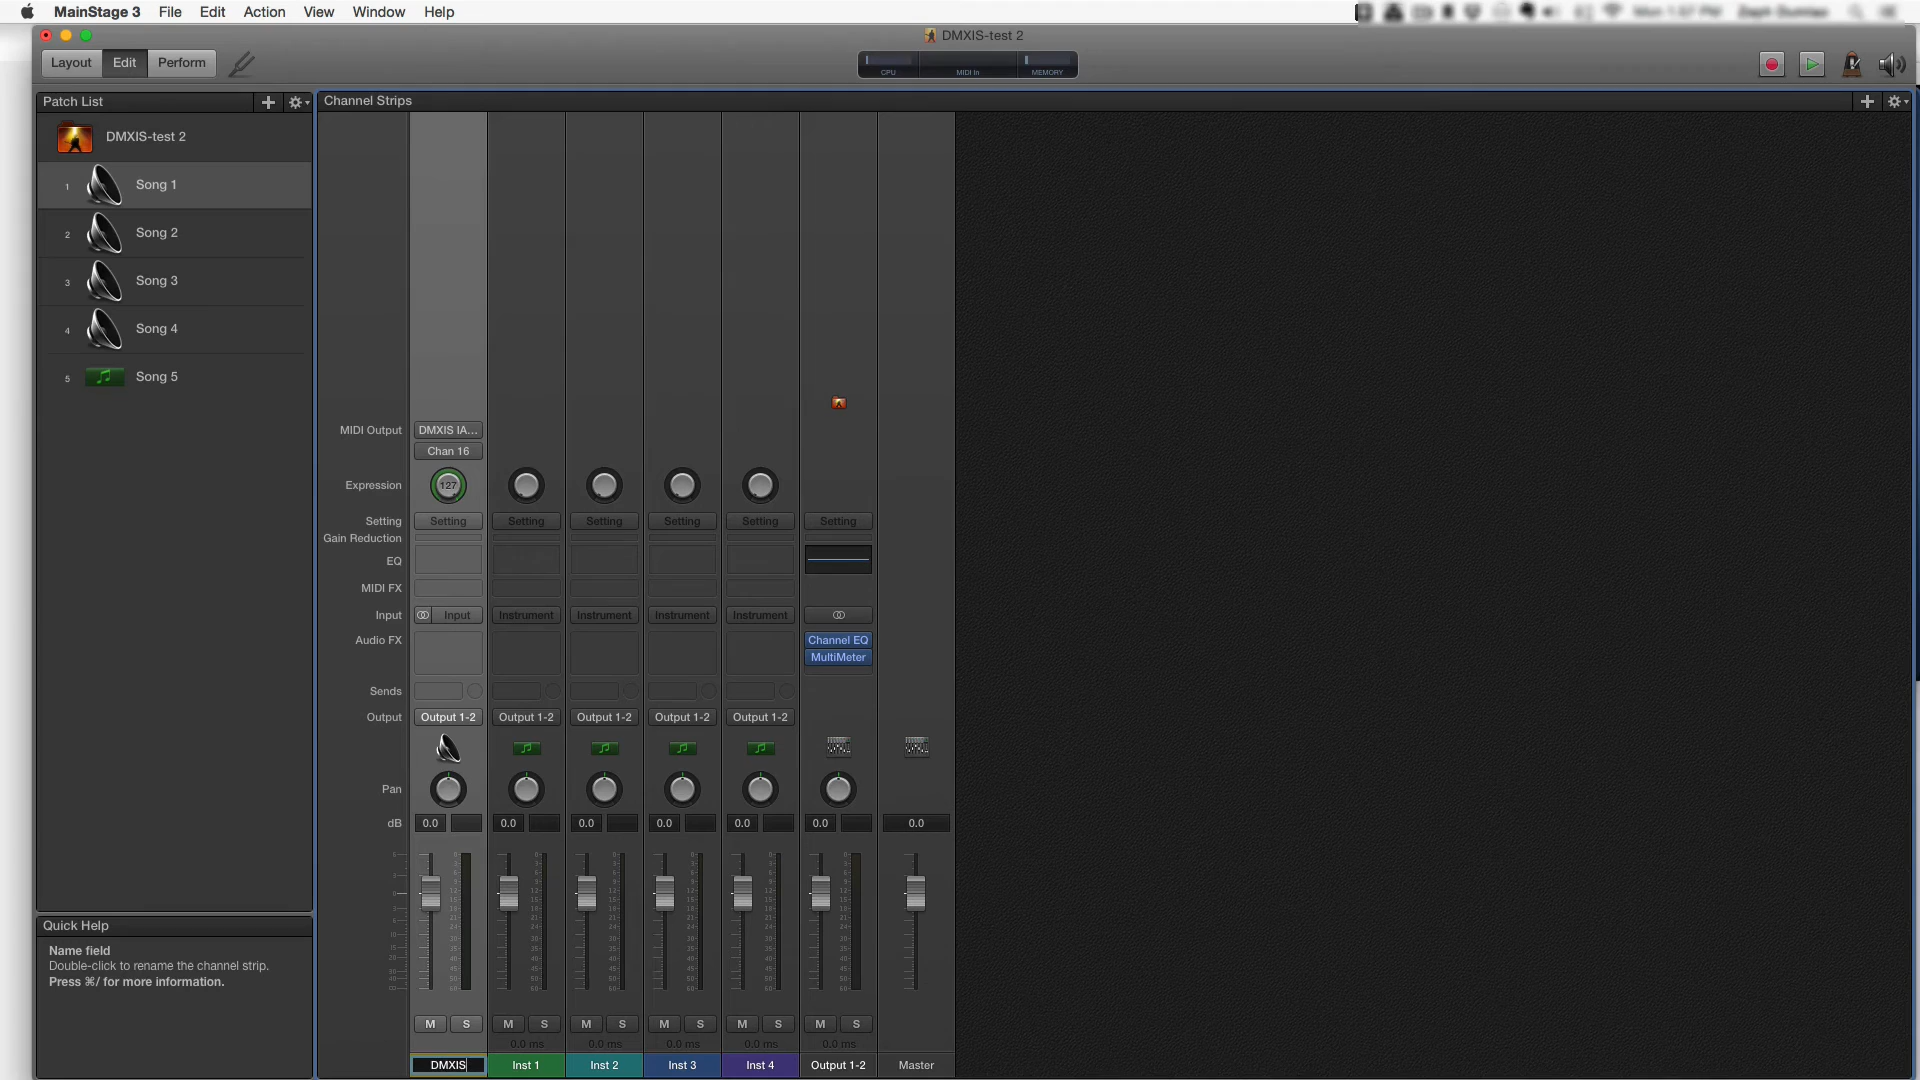 MainStage 3 File Edit Action View Window Help
DMXIS-test 2
Layout Edit Perform
CPU MIDI In MEMORY
Patch List
Channel Strips
DMXIS-test 2
1 Song 1
2 Song 2
3 Song 3
4 Song 4
5 Song 5
MIDI Output DMXIS IA...
Chan 16
Expression 127
Setting Setting Setting Setting Setting Setting Setting
Gain Reduction
EQ
MIDI FX
Input Input Instrument Instrument Instrument Instrument
Audio FX Channel EQ
MultiMeter
Sends
Output Output 1-2 Output 1-2 Output 1-2 Output 1-2 Output 1-2
Pan
dB 0.0 0.0 0.0 0.0 0.0 0.0 0.0
Quick Help
Name field
Double-click to rename the channel strip.
Press ⌘/ for more information.
M S M S M S M S M S M S
0.0 ms 0.0 ms 0.0 ms 0.0 ms 0.0 ms
DMXIS Inst 1 Inst 2 Inst 3 Inst 4 Output 1-2 Master